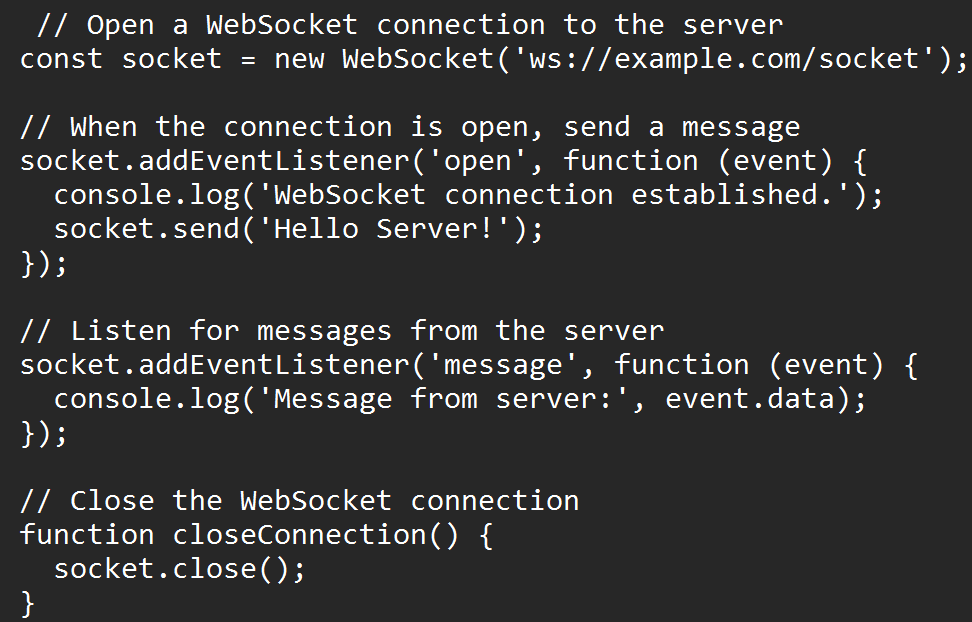 // Open a WebSocket connection to the server
const socket = new WebSocket('ws://example.com/socket');
// When the connection is open, send a message
socket.addEventListener('open', function (event) {
  console.log('WebSocket connection established.');
  socket.send('Hello Server!');
});
// Listen for messages from the server
socket.addEventListener('message', function (event) {
  console.log('Message from server:', event.data);
});
// Close the WebSocket connection
function closeConnection() {
  socket.close();
}